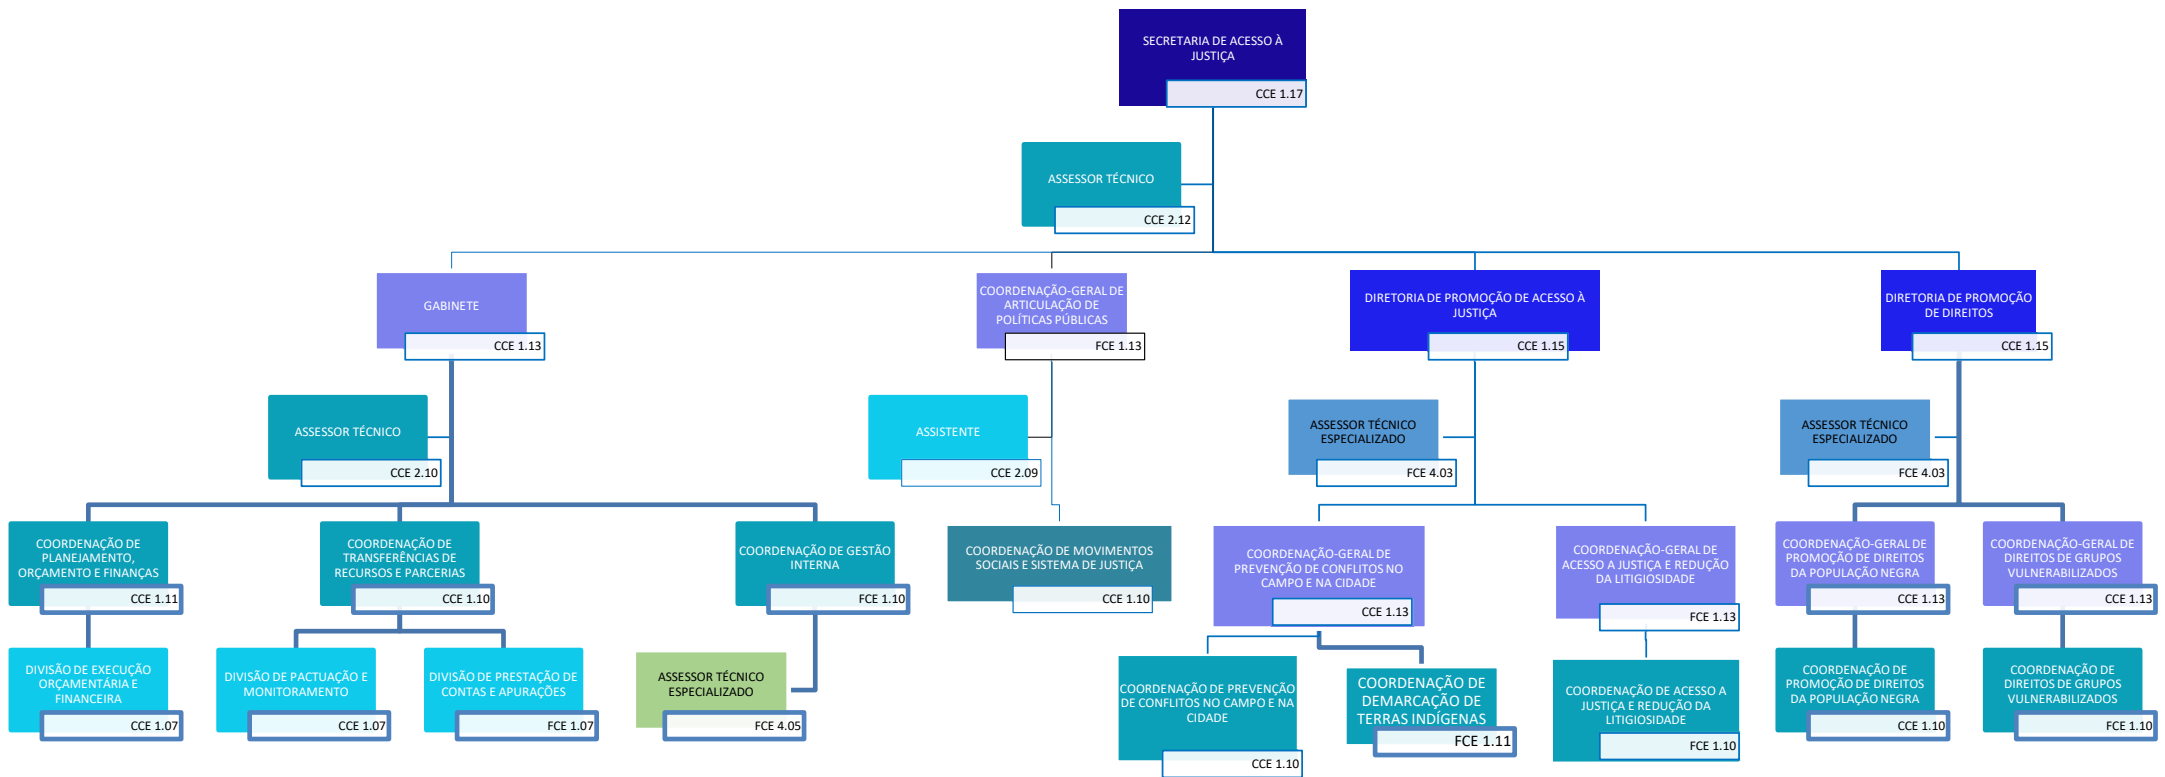 SECRETARIA DE ACESSO À
JUSTIÇA
CCE 1.17
ASSESSOR TÉCNICO
CCE 2.12
GABINETE
CCE 1.13
COORDENAÇÃO-GERAL DE
ARTICULAÇÃO DE
POLÍTICAS PÚBLICAS
FCE 1.13
DIRETORIA DE PROMOÇÃO DE ACESSO À
JUSTIÇA
CCE 1.15
DIRETORIA DE PROMOÇÃO
DE DIREITOS
CCE 1.15
ASSESSOR TÉCNICO
CCE 2.10
ASSISTENTE
CCE 2.09
ASSESSOR TÉCNICO
ESPECIALIZADO
FCE 4.03
ASSESSOR TÉCNICO
ESPECIALIZADO
FCE 4.03
COORDENAÇÃO DE
PLANEJAMENTO,
ORÇAMENTO E FINANÇAS
CCE 1.11
COORDENAÇÃO DE
TRANSFERÊNCIAS DE
RECURSOS E PARCERIAS
CCE 1.10
COORDENAÇÃO DE GESTÃO
INTERNA
FCE 1.10
COORDENAÇÃO DE MOVIMENTOS
SOCIAIS E SISTEMA DE JUSTIÇA
CCE 1.10
COORDENAÇÃO-GERAL DE
PREVENÇÃO DE CONFLITOS NO
CAMPO E NA CIDADE
CCE 1.13
COORDENAÇÃO-GERAL DE
ACESSO A JUSTIÇA E REDUÇÃO
DA LITIGIOSIDADE
FCE 1.13
COORDENAÇÃO-GERAL DE
PROMOÇÃO DE DIREITOS
DA POPULAÇÃO NEGRA
CCE 1.13
COORDENAÇÃO-GERAL DE
DIREITOS DE GRUPOS
VULNERABILIZADOS
CCE 1.13
DIVISÃO DE EXECUÇÃO
ORÇAMENTÁRIA E
FINANCEIRA
CCE 1.07
DIVISÃO DE PACTUAÇÃO E
MONITORAMENTO
CCE 1.07
DIVISÃO DE PRESTAÇÃO DE
CONTAS E APURAÇÕES
FCE 1.07
ASSESSOR TÉCNICO
ESPECIALIZADO
FCE 4.05
COORDENAÇÃO DE PREVENÇÃO
DE CONFLITOS NO CAMPO E NA
CIDADE
CCE 1.10
COORDENAÇÃO DE
DEMARCAÇÃO DE
TERRAS INDÍGENAS
FCE 1.11
COORDENAÇÃO DE ACESSO A
JUSTIÇA E REDUÇÃO DA
LITIGIOSIDADE
FCE 1.10
COORDENAÇÃO DE
PROMOÇÃO DE DIREITOS
DA POPULAÇÃO NEGRA
CCE 1.10
COORDENAÇÃO DE
DIREITOS DE GRUPOS
VULNERABILIZADOS
FCE 1.10